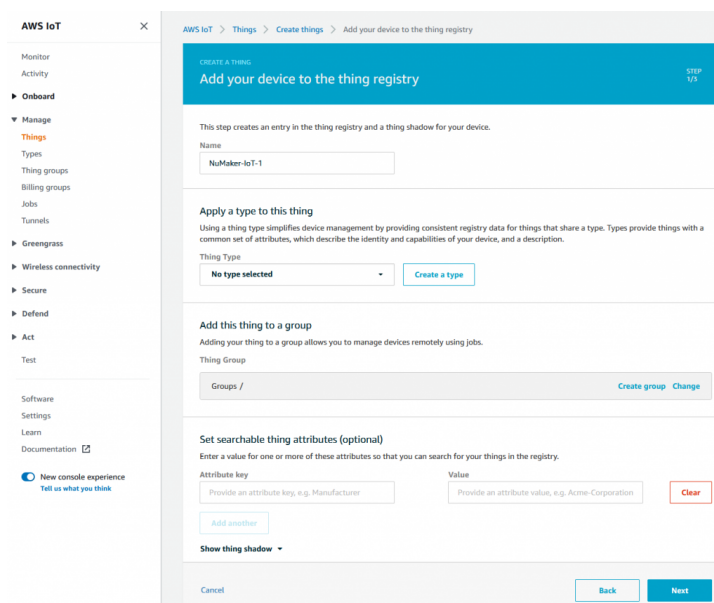 AWS IoT
Monitor
Activity
Onboard
Manage
Things
Types
Thing groups
Billing groups
Jobs
Tunnels
Greengrass
Wireless connectivity
Secure
Defend
Act
Test
Software
Settings
Learn
Documentation
New console experience
Tell us what you think
AWS IoT > Things > Create things > Add your device to the thing registry
CREATE A THING
Add your device to the thing registry
STEP
1/3
This step creates an entry in the thing registry and a thing shadow for your device.
Name
NuMaker-IoT-1
Apply a type to this thing
Using a thing type simplifies device management by providing consistent registry data for things that share a type. Types provide things with a
common set of attributes, which describe the identity and capabilities of your device, and a description.
Thing Type
No type selected
Create a type
Add this thing to a group
Adding your thing to a group allows you to manage devices remotely using jobs.
Thing Group
Groups /
Create group Change
Set searchable thing attributes (optional)
Enter a value for one or more of these attributes so that you can search for your things in the registry.
Attribute key
Value
Provide an attribute key, e.g. Manufacturer
Provide an attribute value, e.g. Acme-Corporation
Clear
Add another
Show thing shadow
Cancel
Back
Next